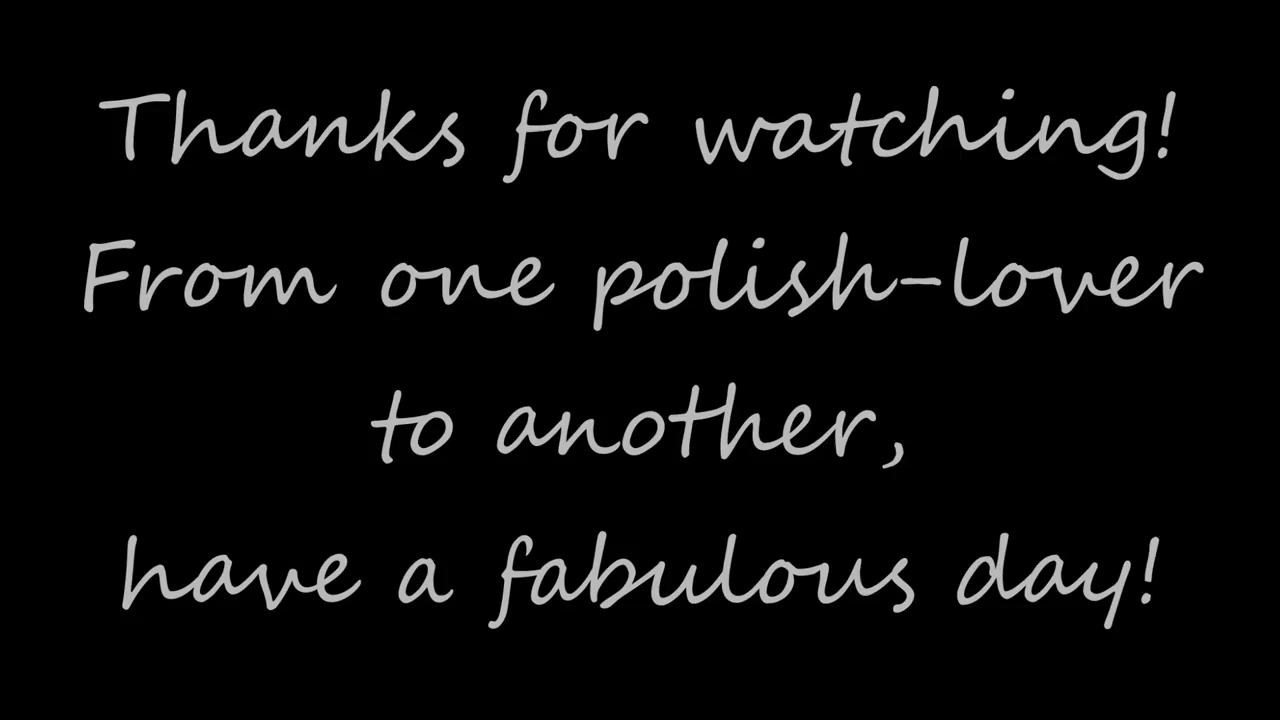 Thanks for watching!
From one polish-lover
to another,
have a fabulous day!